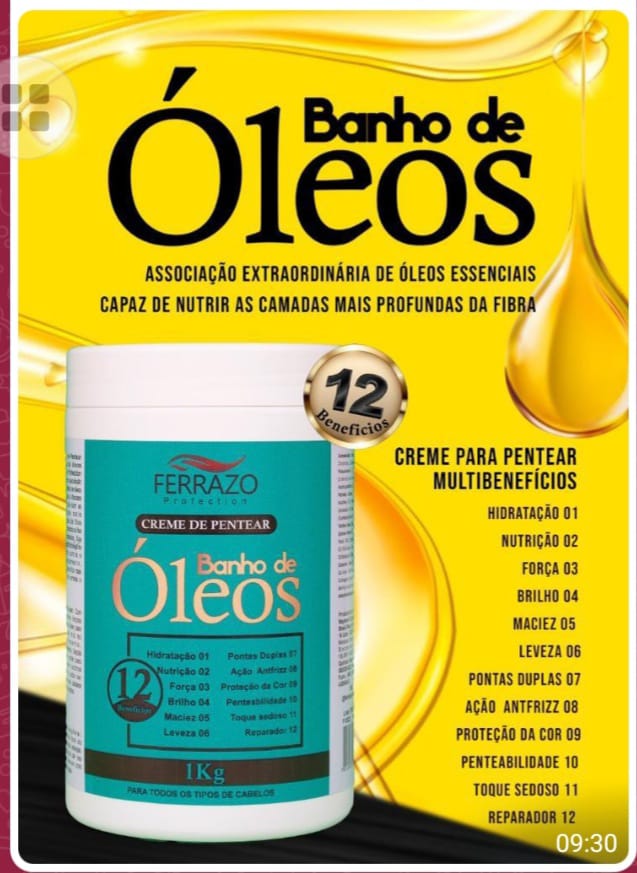 Banho de
Óleos
ASSOCIAÇÃO EXTRAORDINÁRIA DE ÓLEOS ESSENCIAIS
CAPAZ DE NUTRIR AS CAMADAS MAIS PROFUNDAS DA FIBRA
12
Beneficios
CREME PARA PENTEAR
MULTIBENEFÍCIOS
HIDRATAÇÃO 01
NUTRIÇÃO 02
FORÇA 03
BRILHO 04
MACIEZ 05
LEVEZA 06
PONTAS DUPLAS 07
AÇÃO ANTFRIZZ 08
PROTEÇÃO DA COR 09
PENTEABILIDADE 10
TOQUE SEDOSO 11
REPARADOR 12
FERRAZO
Protection
CREME DE PENTEAR
Banho de
Óleos
Hidratação 01
Nutrição 02
Força 03
Brilho 04
Maciez 05
Leveza 06
Pontas Duplas 07
Ação Antfrizz 08
Proteção da Cor 09
Penteabilidade 10
Toque sedoso 11
Reparador 12
12
Beneficios
1Kg
PARA TODOS OS TIPOS DE CABELOS
09:30